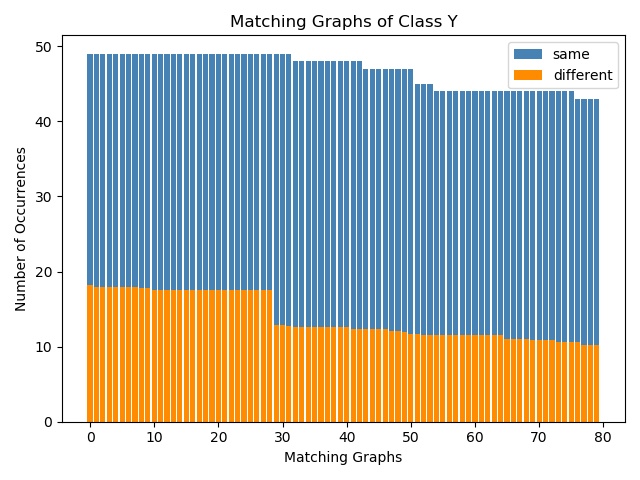 Matching Graphs of Class Y
same
different
Number of Occurrences
50
40
30
20
10
0
0 10 20 30 40 50 60 70 80
Matching Graphs